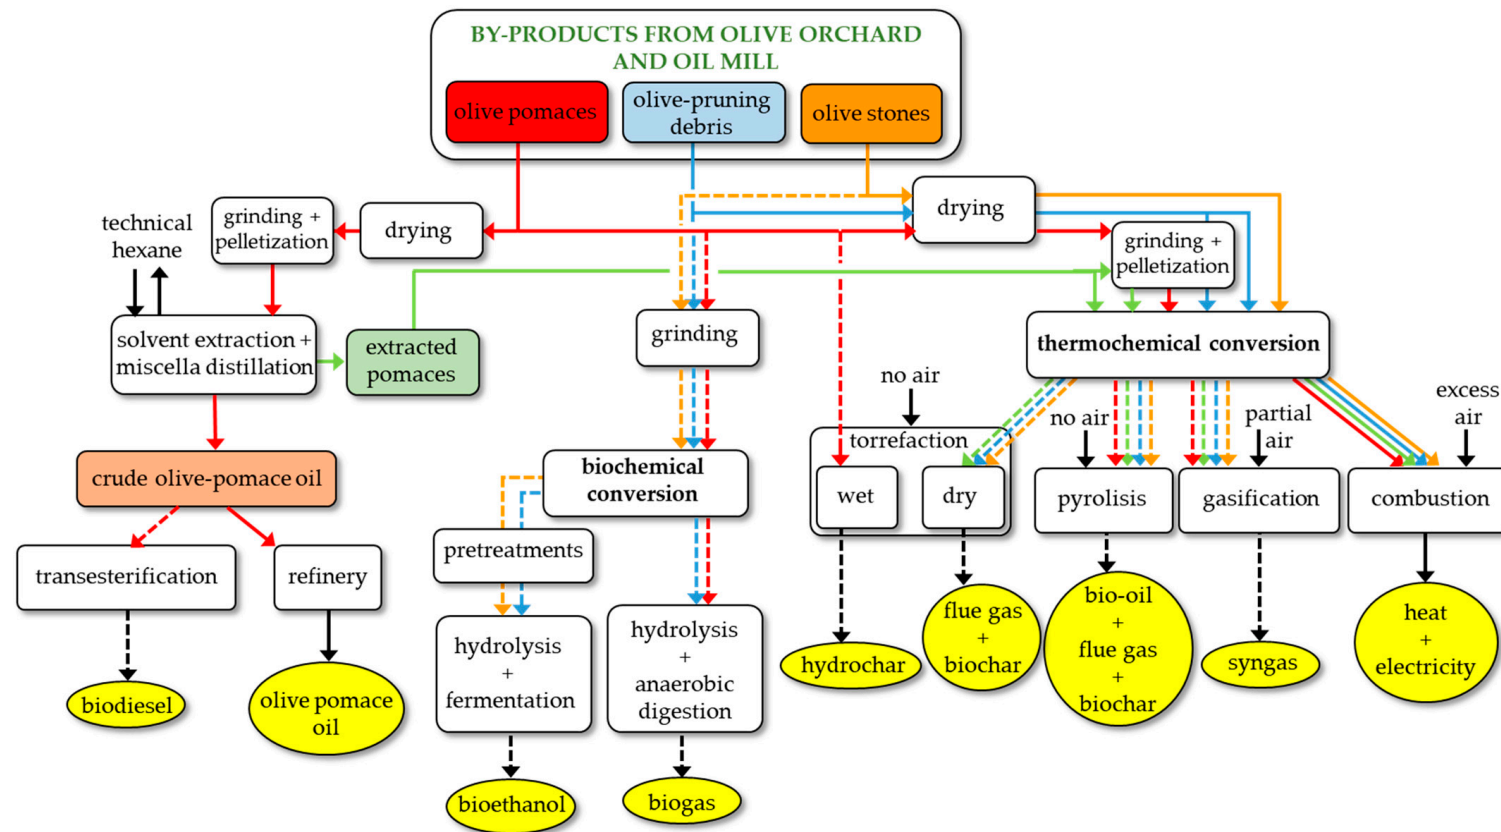 BY-PRODUCTS FROM OLIVE ORCHARD
AND OIL MILL
olive pomaces
olive-pruning
debris
olive stones
technical
hexane
grinding +
pelletization
drying
drying
grinding +
pelletization
solvent extraction +
miscella distillation
extracted
pomaces
grinding
thermochemical conversion
no air
torrefaction
no air
partial
air
excess
air
crude olive-pomace oil
biochemical
conversion
wet
dry
pyrolisis
gasification
combustion
transesterification
refinery
pretreatments
hydrolysis
+
fermentation
hydrolysis
+
anaerobic
digestion
biodiesel
olive pomace
oil
bioethanol
biogas
hydrochar
flue gas
+
biochar
bio-oil
+
flue gas
+
biochar
syngas
heat
+
electricity